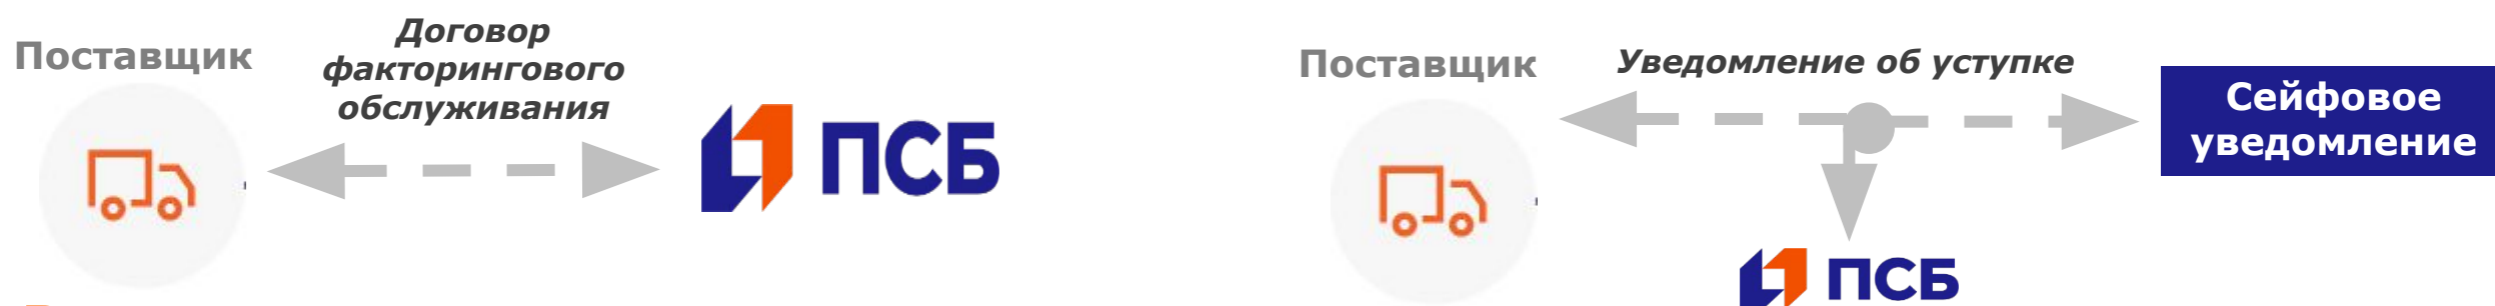 Поставщик
Договор
факторингового
обслуживания
ПСБ
Поставщик
Уведомление об уступке
Сейфовое
уведомление
ПСБ